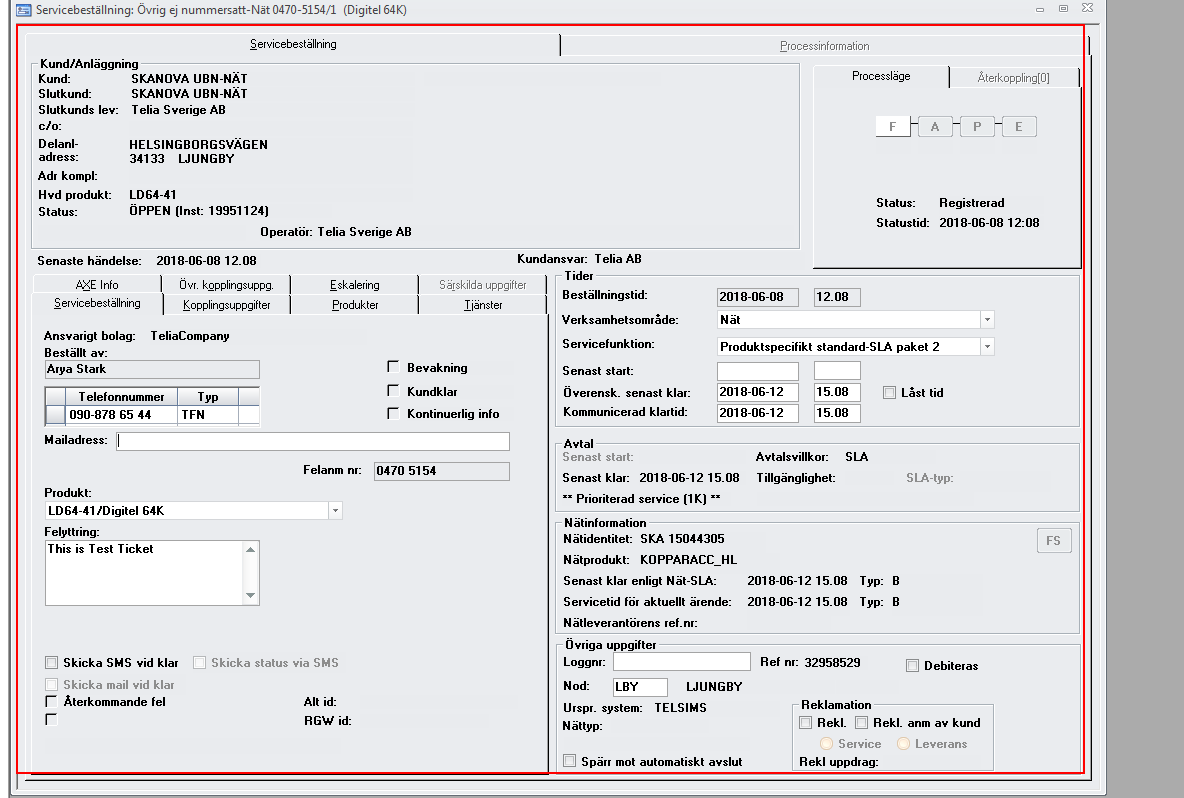 Servicebeställning: Övrig ej nummersatt-Nät 0470-5154/1 (Digitel 64K)
Servicebeställning
Processinformation
Kund/Anläggning
Kund: SKANOVA UBN-NÄT
Slutkund: SKANOVA UBN-NÄT
Slutkunds lev: Telia Sverige AB
c/o:
Delanl-
adress:
HELSINGBORGSVÄGEN
34133 LJUNGBY
Adr kompl:
Hvd produkt: LD64-41
Status: ÖPPEN (Inst: 19951124)
Operatör: Telia Sverige AB
Processläge
Återkoppling[0]
F A P E
Status: Registrerad
Statustid: 2018-06-08 12:08
Senaste händelse: 2018-06-08 12.08
Kundansvar: Telia AB
AXE Info
Övr. kopplingsuppg.
Eskalering
Särskilda uppgifter
Servicebeställning
Kopplingsuppgifter
Produkter
Tjänster
Ansvarigt bolag: TeliaCompany
Beställt av:
Arya Stark
Telefonnummer Typ
090-878 65 44 TFN
Bevakning
Kundklar
Kontinuerlig info
Mailadress:
Felanm nr: 0470 5154
Produkt:
LD64-41/Digitel 64K
Felyttring:
This is Test Ticket
Skicka SMS vid klar
Skicka status via SMS
Skicka mail vid klar
Återkommande fel
Alt id:
RGW id:
Tider
Beställningstid: 2018-06-08 12.08
Verksamhetsområde: Nät
Servicefunktion: Produktspecifikt standard-SLA paket 2
Senast start:
Överensk. senast klar: 2018-06-12 15.08
Låst tid
Kommunicerad klartid: 2018-06-12 15.08
Avtal
Senast start:
Avtalsvillkor: SLA
Senast klar: 2018-06-12 15.08
Tillgänglighet:
SLA-typ:
** Prioriterad service (1K) **
Nätinformation
Nätidentitet: SKA 15044305
FS
Nätprodukt: KOPPARACC_HL
Senast klar enligt Nät-SLA: 2018-06-12 15.08 Typ: B
Servicetid för aktuellt ärende: 2018-06-12 15.08 Typ: B
Nätleverantörens ref.nr:
Övriga uppgifter
Loggnr:
Ref nr: 32958529
Debiteras
Nod: LBY LJUNGBY
Urspr. system: TELSIMS
Nättyp:
Spärr mot automatiskt avslut
Reklamation
Rekl.
Rekl. anm av kund
Service
Leverans
Rekl uppdrag: